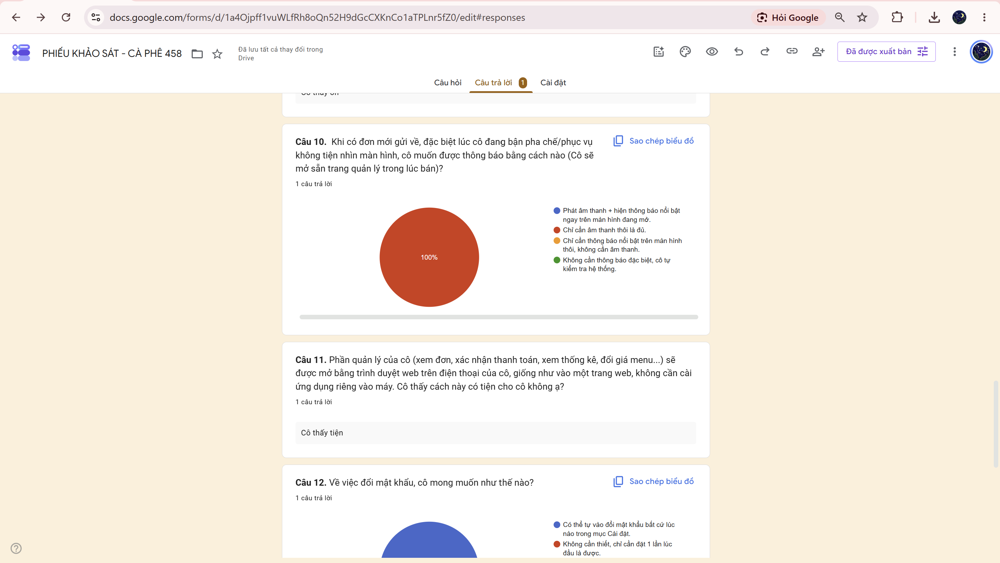 docs.google.com/forms/d/1a4Ojpff1vuWLfRh8oQn52H9dGcCXKnCo1aTPLnr5fZ0/edit#responses
Hỏi Google
PHIẾU KHẢO SÁT - CÀ PHÊ 458
Đã lưu tất cả thay đổi trong
Drive
Đã được xuất bản
Câu hỏi
Câu trả lời 1
Cài đặt
Câu 10. Khi có đơn mới gửi về, đặc biệt lúc cô đang bận pha chế/phục vụ
không tiện nhìn màn hình, cô muốn được thông báo bằng cách nào (Cô sẽ
mở sẵn trang quản lý trong lúc bán)?
Sao chép biểu đồ
1 câu trả lời
100%
Phát âm thanh + hiện thông báo nổi bật
ngay trên màn hình đang mở.
Chỉ cần âm thanh thôi là đủ.
Chỉ cần thông báo nổi bật trên màn hình
thôi, không cần âm thanh.
Không cần thông báo đặc biệt, cô tự
kiểm tra hệ thống.
Câu 11. Phần quản lý của cô (xem đơn, xác nhận thanh toán, xem thống kê, đổi giá menu...) sẽ
được mở bằng trình duyệt web trên điện thoại của cô, giống như vào một trang web, không cần cài
ứng dụng riêng vào máy. Cô thấy cách này có tiện cho cô không ạ?
1 câu trả lời
Cô thấy tiện
Câu 12. Về việc đổi mật khẩu, cô mong muốn như thế nào?
Sao chép biểu đồ
1 câu trả lời
Có thể tự vào đổi mật khẩu bất cứ lúc
nào trong mục Cài đặt.
Không cần thiết, chỉ cần đặt 1 lần lúc
đầu là được.